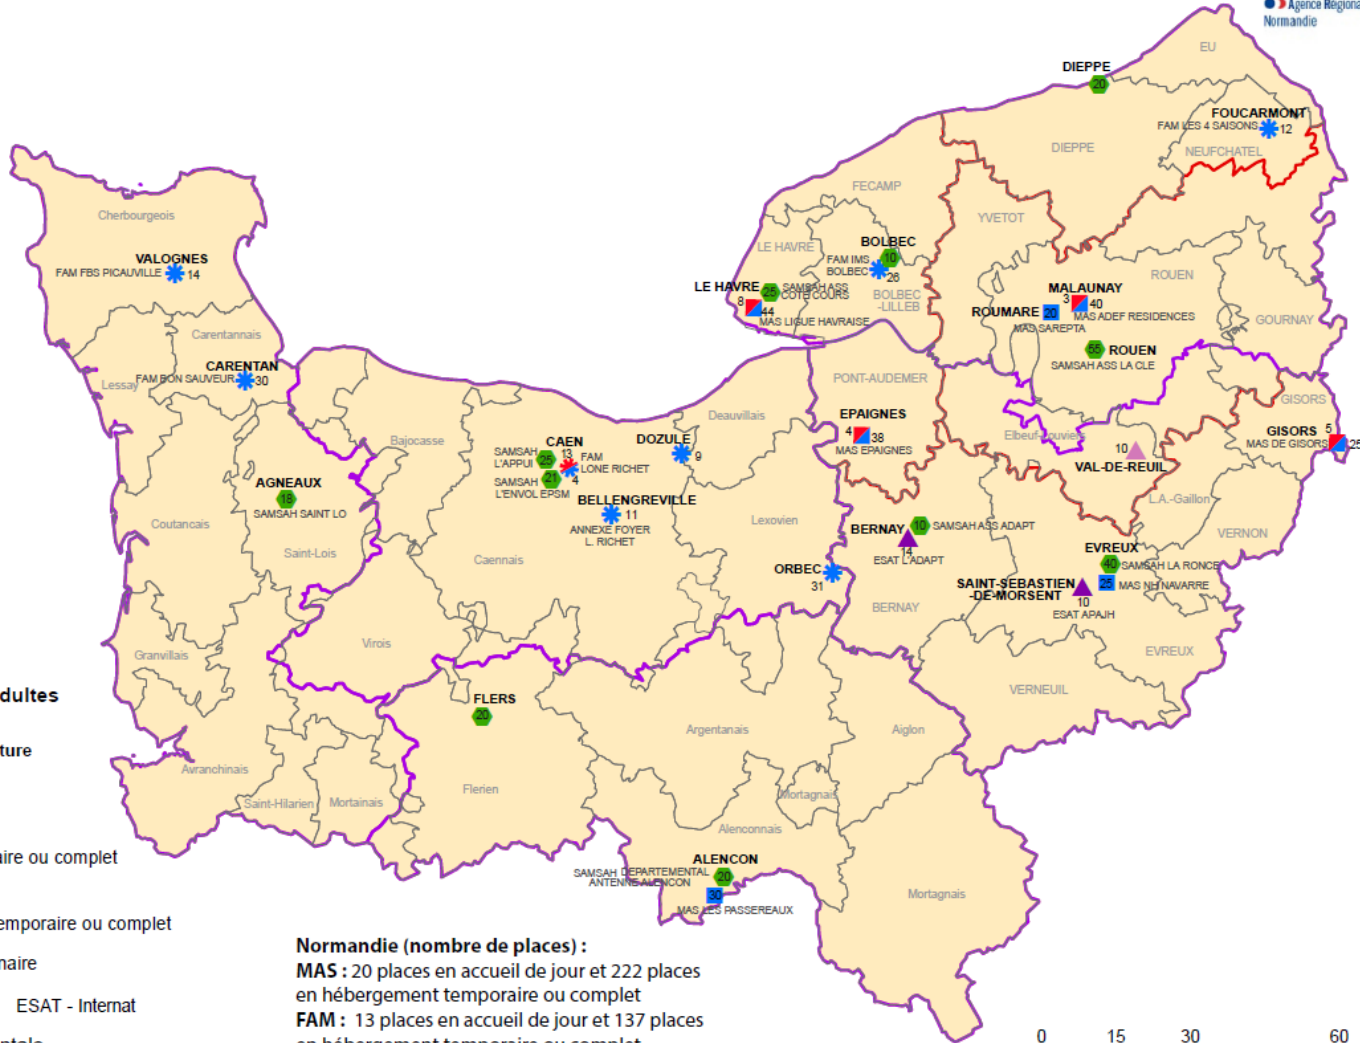 Agence Régiona
Normandie
EU
DIEPPE
20
FOUCARMONT
FAM LES 4 SAISONS 12
DIEPPE
NEUFCHATEL
FECAMP
YVETOT
Cherbourgeois
VALOGNES
FAM FBS PICAUVILLE 14
LE HAVRE
BOLBEC
10
FAM IMS
BOLBEC 26
ROUEN
LE HAVRE 25 SAMSAH ASS
COTE COURS
8 44
MAS LIGUE HAVRAISE
BOLBEC
-LILLEB
MALAUNAY
3 40
MAS ADEF RESIDENCES
ROUMARE 20
MAS SAREPTA
GOURNAY
55 ROUEN
SAMSAH ASS LA CLE
Carentannais
CARENTAN
FAM BON SAUVEUR 30
Lessay
PONT-AUDEMER
GISORS
Deauvillais
EPAIGNES
4 38
MAS EPAIGNES
Elbeuf-Louviers
10
VAL-DE-REUIL
GISORS 5
MAS DE GISORS 25
Bajocasse
CAEN
SAMSAH
L'APPUI 25
13
FAM
LONE RICHET
4
SAMSAH 21
L'ENVOL EPSM
DOZULE
9
AGNEAUX
18
SAMSAH SAINT LO
BELLENGREVILLE
11
ANNEXE FOYER
L. RICHET
L.A.-Gaillon
Coutancais
Saint-Lois
Caennais
Lexovien
BERNAY 10 SAMSAH ASS ADAPT
14
ESAT L'ADAPT
VERNON
EVREUX
40 SAMSAH LA RONCE
25 MAS NH NAVARRE
ORBEC
31
SAINT-SEBASTIEN
-DE-MORSENT
10
ESAT APAJH
BERNAY
Granvillais
Virois
EVREUX
VERNEUIL
dultes
FLERS
20
ture
Argentanais
Aiglon
Avranchinais
Saint-Hilarien
Mortainais
Flerien
Mortagnais
Alenconnais
aire ou complet
ALENCON
SAMSAH DEPARTEMENTAL 20
ANTENNE ALENCON
30
MAS LES PASSEREAUX
Mortagnais
emporaire ou complet
Normandie (nombre de places) :
naire
MAS : 20 places en accueil de jour et 222 places
en hébergement temporaire ou complet
ESAT - Internat
FAM : 13 places en accueil de jour et 137 places
0 15 30 60